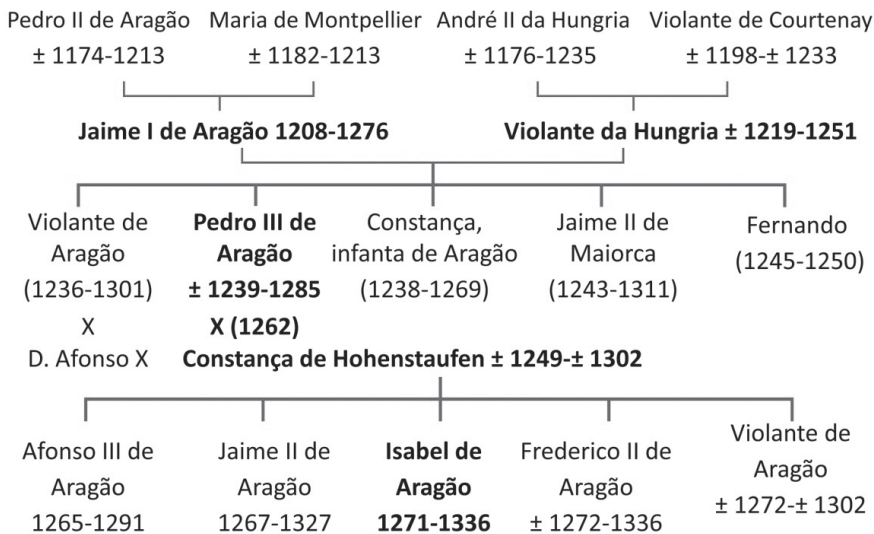 Pedro II de Aragão Maria de Montpellier André II da Hungria Violante de Courtenay
± 1174-1213 ± 1182-1213 ± 1176-1235 ± 1198-± 1233
Jaime I de Aragão 1208-1276 Violante da Hungria ± 1219-1251
Violante de Aragão (1236-1301)
X
D. Afonso X
Pedro III de Aragão ± 1239-1285
X (1262)
Constança de Hohenstaufen ± 1249-± 1302
Constança, infanta de Aragão (1238-1269)
Jaime II de Maiorca (1243-1311)
Fernando (1245-1250)
Afonso III de Aragão 1265-1291
Jaime II de Aragão 1267-1327
Isabel de Aragão 1271-1336
Frederico II de Aragão ± 1272-1336
Violante de Aragão ± 1272-± 1302